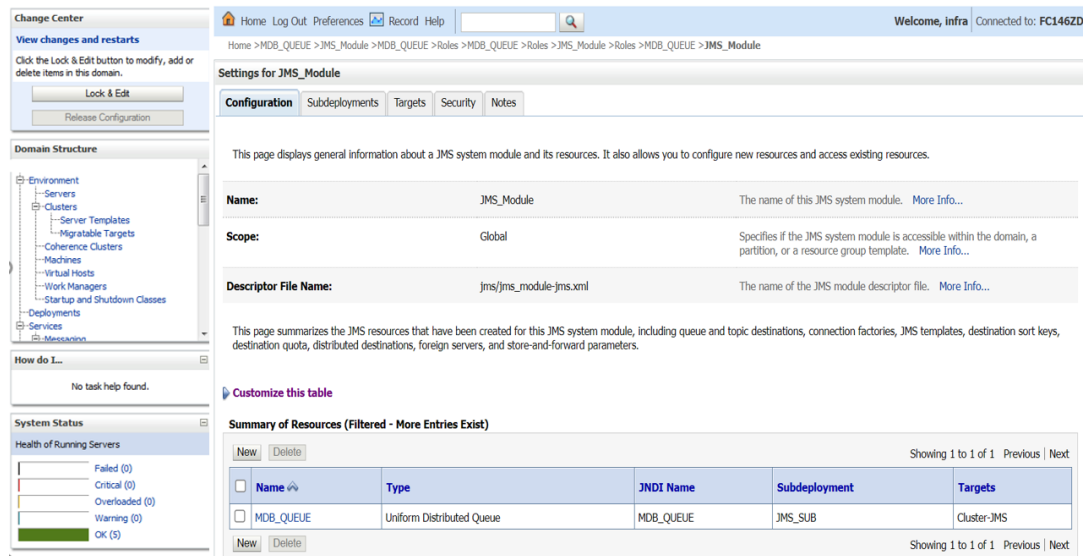 Change Center
View changes and restarts
Click the Lock & Edit button to modify, add or
delete items in this domain.
Lock & Edit
Release Configuration
Domain Structure
Environment
Servers
Clusters
Server Templates
Migratable Targets
Coherence Clusters
Machines
Virtual Hosts
Work Managers
Startup and Shutdown Classes
Deployments
Services
Messaging
How do I...
No task help found.
System Status
Health of Running Servers
Failed (0)
Critical (0)
Overloaded (0)
Warning (0)
OK (5)
Home Log Out Preferences Record Help
Welcome, infra Connected to: FC146ZD
Home >MDB_QUEUE >JMS_Module >MDB_QUEUE >Roles >MDB_QUEUE >Roles >JMS_Module >Roles >MDB_QUEUE >JMS_Module
Settings for JMS_Module
Configuration Subdeployments Targets Security Notes
This page displays general information about a JMS system module and its resources. It also allows you to configure new resources and access existing resources.
Name: JMS_Module The name of this JMS system module. More Info...
Scope: Global Specifies if the JMS system module is accessible within the domain, a
partition, or a resource group template. More Info...
Descriptor File Name: jms/jms_module-jms.xml The name of the JMS module descriptor file. More Info...
This page summarizes the JMS resources that have been created for this JMS system module, including queue and topic destinations, connection factories, JMS templates, destination sort keys,
destination quota, distributed destinations, foreign servers, and store-and-forward parameters.
Customize this table
Summary of Resources (Filtered - More Entries Exist)
New Delete Showing 1 to 1 of 1 Previous | Next
Name Type JNDI Name Subdeployment Targets
MDB_QUEUE Uniform Distributed Queue MDB_QUEUE JMS_SUB Cluster-JMS
New Delete Showing 1 to 1 of 1 Previous | Next